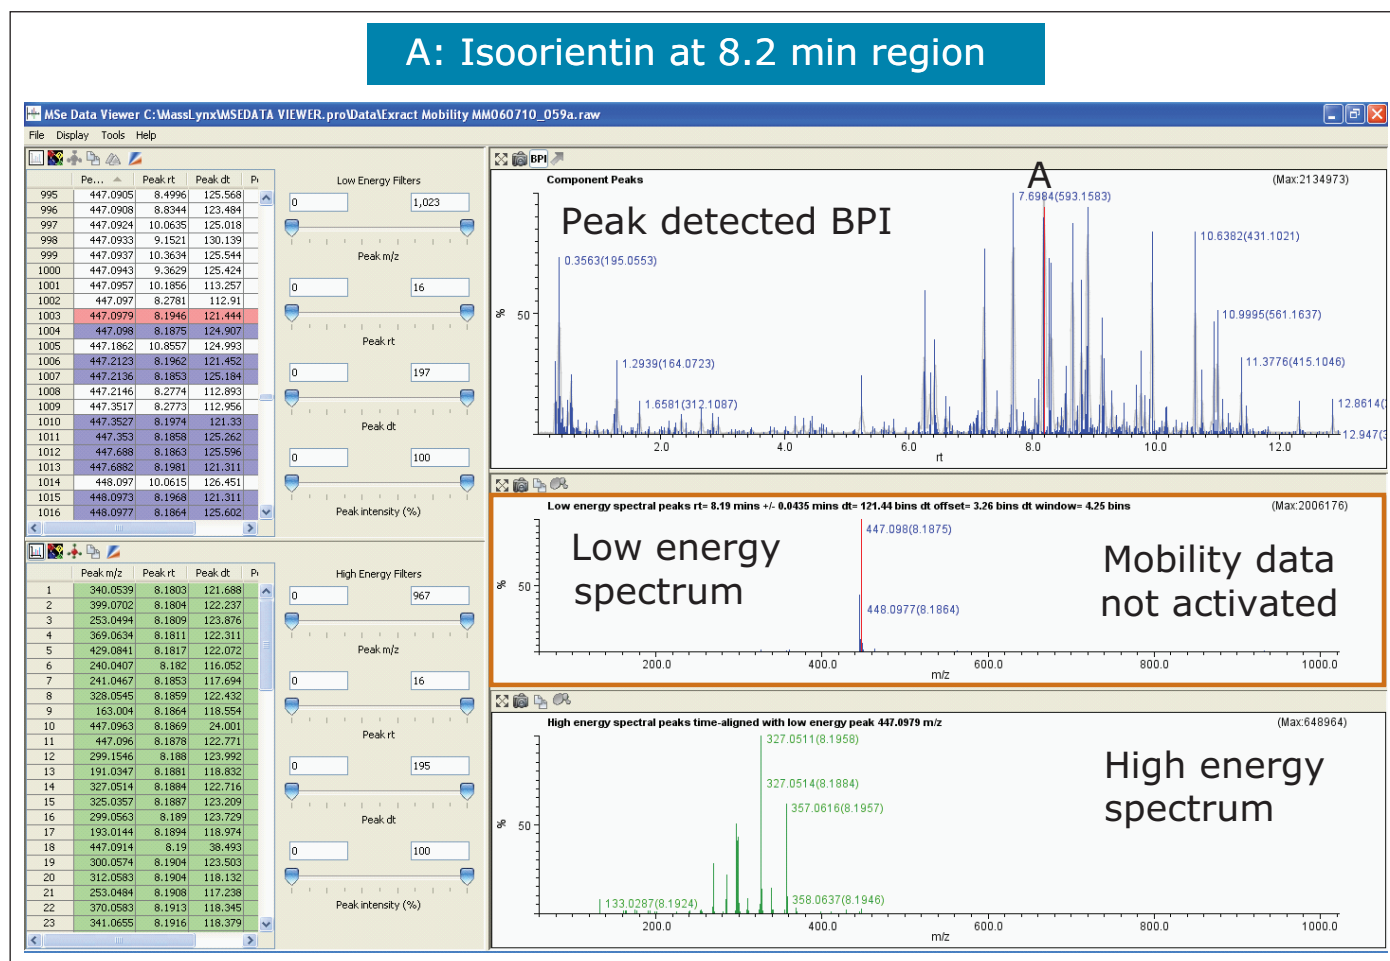 A: Isoorientin at 8.2 min region
MSe Data Viewer C:\MassLynx\MSEDATA VIEWER.pro\Data\Exract Mobility MM060710_059a.raw
File Display Tools Help
Pe... Peak rt Peak dt
995 447.0905 8.4996 125.568
996 447.0908 8.8344 123.484
997 447.0924 10.0635 125.018
998 447.0933 9.1521 130.139
999 447.0937 10.3634 125.544
1000 447.0943 9.3629 125.424
1001 447.0957 10.1856 113.257
1002 447.097 8.2781 112.91
1003 447.0979 8.1946 121.444
1004 447.098 8.1875 124.907
1005 447.1862 10.8557 124.993
1006 447.2123 8.1962 121.452
1007 447.2136 8.1853 125.184
1008 447.2146 8.2774 112.893
1009 447.3517 8.2773 112.956
1010 447.3527 8.1974 121.33
1011 447.353 8.1858 125.262
1012 447.688 8.1863 125.596
1013 447.6882 8.1981 121.311
1014 448.097 10.0615 126.451
1015 448.0973 8.1968 121.311
1016 448.0977 8.1864 125.602
Low Energy Filters
0 1,023
Peak m/z
0 16
Peak rt
0 197
Peak dt
0 100
Peak intensity (%)
BPI
Component Peaks
(Max:2134973)
A
Peak detected BPI
7.6984(593.1583)
10.6382(431.1021)
0.3563(195.0553)
10.9995(561.1637)
1.2939(164.0723)
11.3776(415.1046)
1.6581(312.1087)
12.8614(
12.947(3
%
50
2.0 4.0 6.0 8.0 10.0 12.0
rt
Low energy spectral peaks rt= 8.19 mins +/- 0.0435 mins dt= 121.44 bins dt offset= 3.26 bins dt window= 4.25 bins
(Max:2006176)
Low energy
spectrum
447.098(8.1875)
448.0977(8.1864)
Mobility data
not activated
%
50
200.0 400.0 600.0 800.0 1000.0
m/z
Peak m/z Peak rt Peak dt
1 340.0539 8.1803 121.688
2 399.0702 8.1804 122.237
3 253.0494 8.1809 123.876
4 369.0634 8.1811 122.311
5 429.0841 8.1817 122.072
6 240.0407 8.182 116.052
7 241.0467 8.1853 117.694
8 328.0545 8.1859 122.432
9 163.004 8.1864 118.554
10 447.0963 8.1869 24.001
11 447.096 8.1878 122.771
12 299.1546 8.188 123.992
13 191.0347 8.1881 118.832
14 327.0514 8.1884 122.716
15 325.0357 8.1887 123.209
16 299.0563 8.189 123.729
17 193.0144 8.1894 118.974
18 447.0914 8.19 38.493
19 300.0574 8.1904 123.503
20 312.0583 8.1904 118.132
21 253.0484 8.1908 117.238
22 370.0583 8.1913 118.345
23 341.0655 8.1916 118.379
High Energy Filters
0 967
Peak m/z
0 16
Peak rt
0 195
Peak dt
0 100
Peak intensity (%)
High energy spectral peaks time-aligned with low energy peak 447.0979 m/z
(Max:648964)
327.0511(8.1958)
327.0514(8.1884)
357.0616(8.1957)
133.0287(8.1924)
358.0637(8.1946)
High energy
spectrum
%
50
200.0 400.0 600.0 800.0 1000.0
m/z